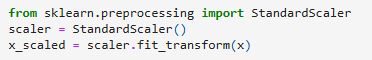 from sklearn.preprocessing import StandardScaler
scaler = StandardScaler()
x_scaled = scaler.fit_transform(x)